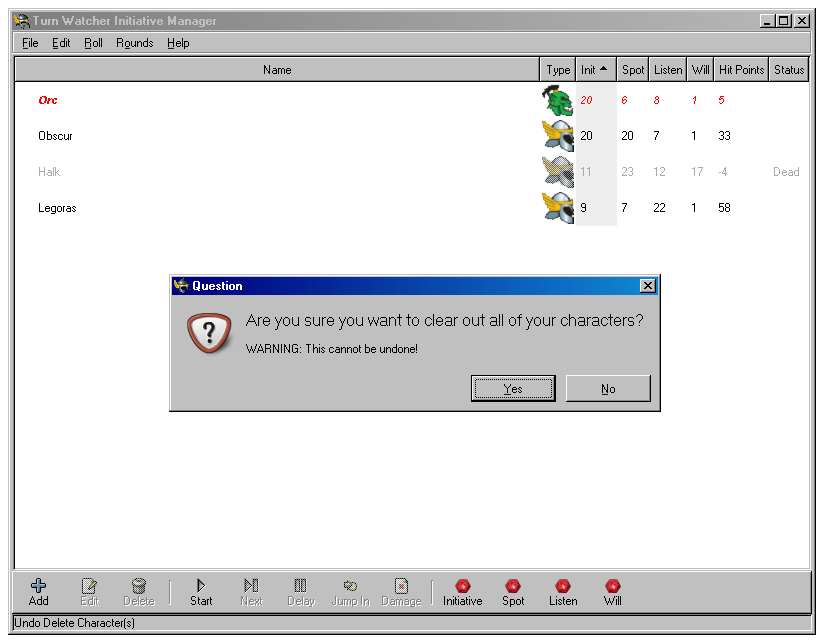 Turn Watcher Initiative Manager
File Edit Roll Rounds Help
Name Type Init Spot Listen Will Hit Points Status
Orc 20 6 8 1 5
Obscur 20 20 7 1 33
Halk 11 23 12 17 -4 Dead
Legoras 9 7 22 1 58
Question
Are you sure you want to clear out all of your characters?
WARNING: This cannot be undone!
Yes No
Add Edit Delete Start Next Delay Jump In Damage Initiative Spot Listen Will
Undo Delete Character(s)